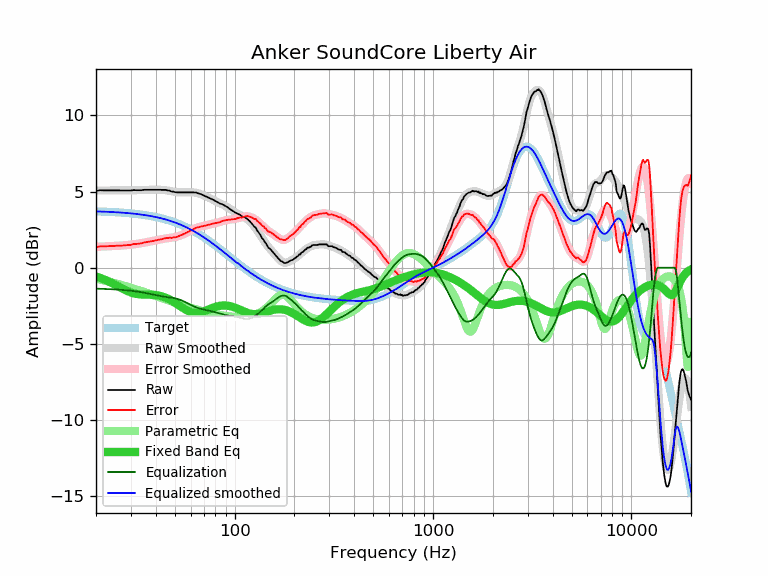 Anker SoundCore Liberty Air
Amplitude (dBr)
10
5
0
−5
−10
−15
Target
Raw Smoothed
Error Smoothed
Raw
Error
Parametric Eq
Fixed Band Eq
Equalization
Equalized smoothed
100
1000
10000
Frequency (Hz)